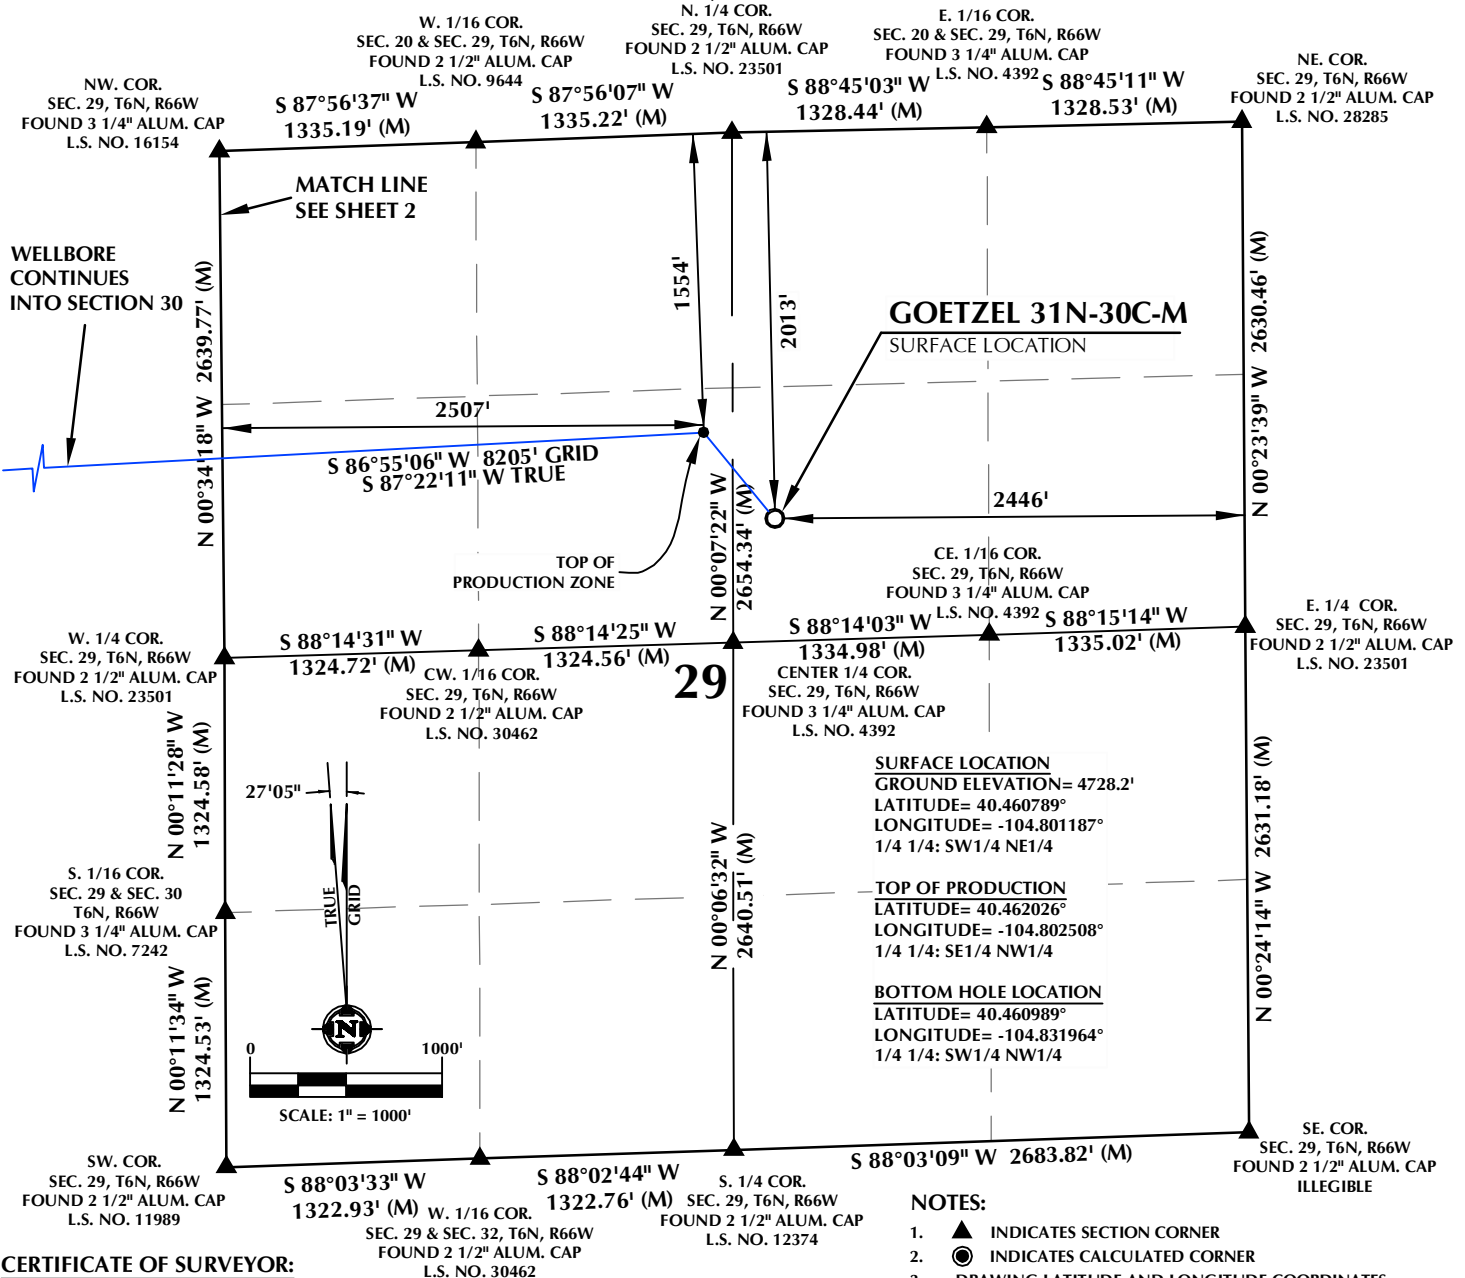 W. 1/16 COR.
SEC. 20 & SEC. 29, T6N, R66W
FOUND 2 1/2" ALUM. CAP
L.S. NO. 9644
N. 1/4 COR.
SEC. 29, T6N, R66W
FOUND 2 1/2" ALUM. CAP
L.S. NO. 23501
E. 1/16 COR.
SEC. 20 & SEC. 29, T6N, R66W
FOUND 3 1/4" ALUM. CAP
L.S. NO. 4392
NE. COR.
SEC. 29, T6N, R66W
FOUND 2 1/2" ALUM. CAP
L.S. NO. 28285
NW. COR.
SEC. 29, T6N, R66W
FOUND 3 1/4" ALUM. CAP
L.S. NO. 16154
S 87°56'37" W
1335.19' (M)
S 87°56'07" W
1335.22' (M)
S 88°45'03" W
1328.44' (M)
S 88°45'11" W
1328.53' (M)
MATCH LINE
SEE SHEET 2
WELLBORE
CONTINUES
INTO SECTION 30
N 00°34'18" W 2639.77' (M)
1554'
2013'
GOETZEL 31N-30C-M
SURFACE LOCATION
N 00°23'39" W 2630.46' (M)
2507'
S 86°55'06" W 8205' GRID
S 87°22'11" W TRUE
2446'
N 00°07'22" W
2654.34' (M)
TOP OF
PRODUCTION ZONE
CE. 1/16 COR.
SEC. 29, T6N, R66W
FOUND 3 1/4" ALUM. CAP
L.S. NO. 4392
W. 1/4 COR.
SEC. 29, T6N, R66W
FOUND 2 1/2" ALUM. CAP
L.S. NO. 23501
S 88°14'31" W
1324.72' (M)
S 88°14'25" W
1324.56' (M)
S 88°14'03" W
1334.98' (M)
S 88°15'14" W
1335.02' (M)
E. 1/4 COR.
SEC. 29, T6N, R66W
FOUND 2 1/2" ALUM. CAP
L.S. NO. 23501
CW. 1/16 COR.
SEC. 29, T6N, R66W
FOUND 2 1/2" ALUM. CAP
L.S. NO. 30462
29
CENTER 1/4 COR.
SEC. 29, T6N, R66W
FOUND 3 1/4" ALUM. CAP
L.S. NO. 4392
N 00°11'28" W
1324.58' (M)
27'05"
TRUE
GRID
N
N 00°06'32" W
2640.51' (M)
SURFACE LOCATION
GROUND ELEVATION= 4728.2'
LATITUDE= 40.460789°
LONGITUDE= -104.801187°
1/4 1/4: SW1/4 NE1/4
TOP OF PRODUCTION
LATITUDE= 40.462026°
LONGITUDE= -104.802508°
1/4 1/4: SE1/4 NW1/4
BOTTOM HOLE LOCATION
LATITUDE= 40.460989°
LONGITUDE= -104.831964°
1/4 1/4: SW1/4 NW1/4
N 00°24'14" W 2631.18' (M)
S. 1/16 COR.
SEC. 29 & SEC. 30
T6N, R66W
FOUND 3 1/4" ALUM. CAP
L.S. NO. 7242
N 00°11'34" W
1324.53' (M)
0 1000'
SCALE: 1" = 1000'
SW. COR.
SEC. 29, T6N, R66W
FOUND 2 1/2" ALUM. CAP
L.S. NO. 11989
S 88°03'33" W
1322.93' (M)
W. 1/16 COR.
SEC. 29 & SEC. 32, T6N, R66W
FOUND 2 1/2" ALUM. CAP
L.S. NO. 30462
S 88°02'44" W
1322.76' (M)
S. 1/4 COR.
SEC. 29, T6N, R66W
FOUND 2 1/2" ALUM. CAP
L.S. NO. 12374
S 88°03'09" W 2683.82' (M)
SE. COR.
SEC. 29, T6N, R66W
FOUND 2 1/2" ALUM. CAP
ILLEGIBLE
NOTES:
1. INDICATES SECTION CORNER
2. INDICATES CALCULATED CORNER
3. DRAWING LATITUDE AND LONGITUDE COORDINATES
CERTIFICATE OF SURVEYOR: